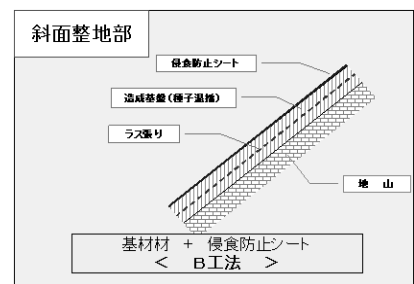 斜面整地部
侵食防止シート
造成基盤(種子混播)
ラス張り
地 山
基材材 + 侵食防止シート
< B工法 >